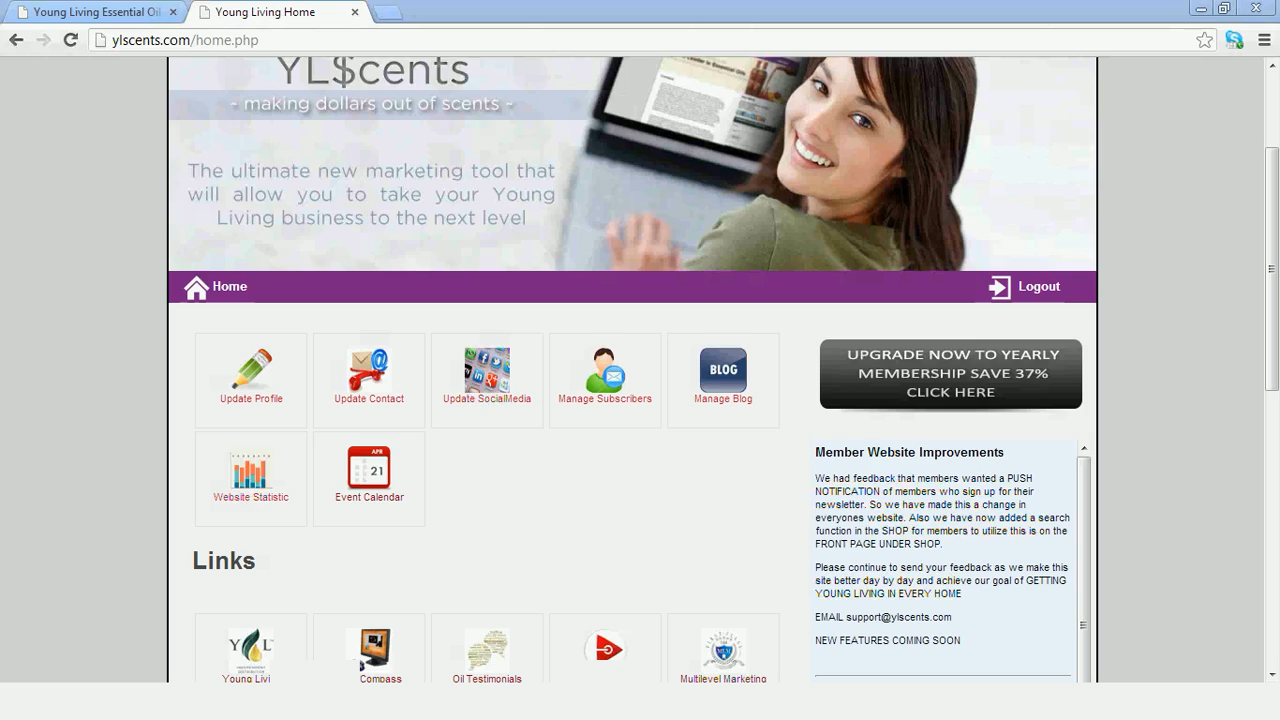 Young Living Essential Oil
Young Living Home
ylscents.com/home.php
YL$cents
~ making dollars out of scents ~
The ultimate new marketing tool that
will allow you to take your Young
Living business to the next level
Home
Logout
Update Profile
Update Contact
Update SocialMedia
Manage Subscribers
BLOG
Manage Blog
UPGRADE NOW TO YEARLY
MEMBERSHIP SAVE 37%
CLICK HERE
APR
21
Website Statistic
Event Calendar
Member Website Improvements
We had feedback that members wanted a PUSH
NOTIFICATION of members who sign up for their
newsletter. So we have made this a change in
everyones website. Also we have now added a search
function in the SHOP for members to utilize this is on the
FRONT PAGE UNDER SHOP.
Please continue to send your feedback as we make this
site better day by day and achieve our goal of GETTING
YOUNG LIVING IN EVERY HOME
EMAIL support@ylscents.com
NEW FEATURES COMING SOON
Links
YL
MLM
Young Livi
Compass
Oil Testimonials
Multilevel Marketing